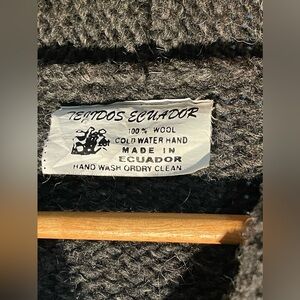 TEJIDOS ECUADOR
100% WOOL
COLD WATER HAND
MADE IN
ECUADOR
HAND WASH ORDRY CLEAN